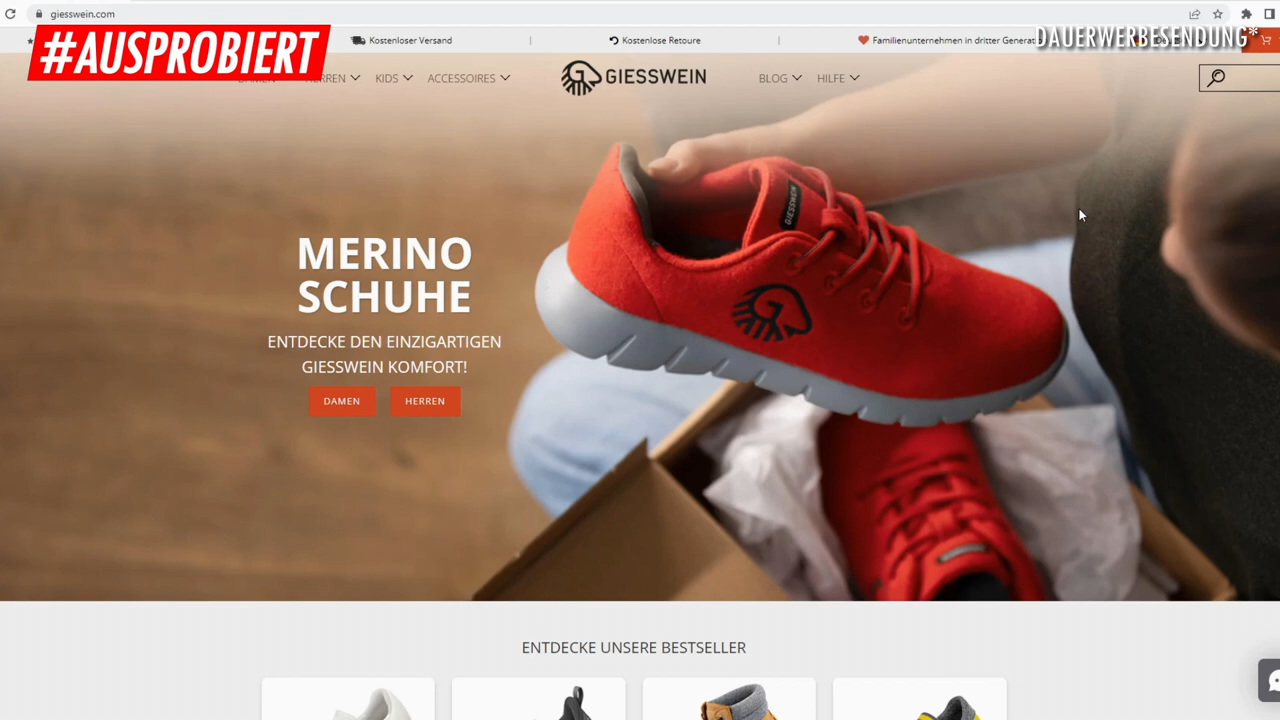 giesswein.com
#AUSPROBIERT
Kostenloser Versand
Kostenlose Retoure
Familienunternehmen in dritter
DAUERWERBESENDUNG*
DAMEN
HERREN
KIDS
ACCESSOIRES
GIESSWEIN
BLOG
HILFE
GIESSWEIN
MERINO
SCHUHE
ENTDECKE DEN EINZIGARTIGEN
GIESSWEIN KOMFORT!
DAMEN
HERREN
ENTDECKE UNSERE BESTSELLER